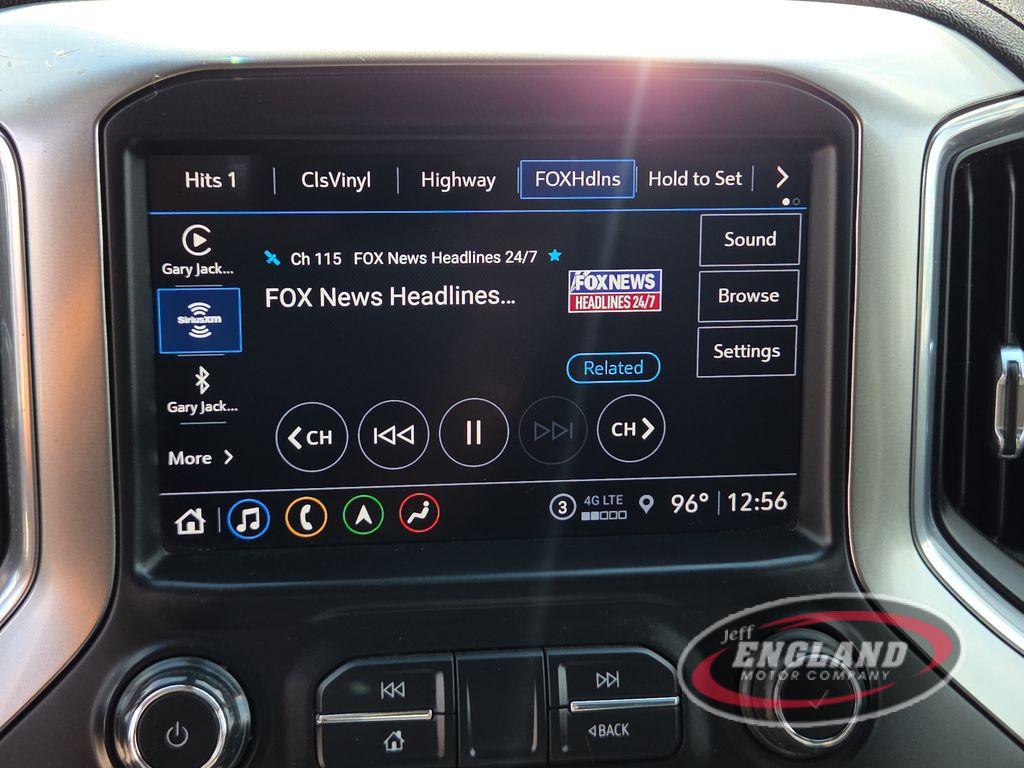 Hits 1
ClsVinyl
Highway
FOXHdlns
Hold to Set
Gary Jack...
Ch 115 FOX News Headlines 24/7
FOX News Headlines...
FOX NEWS
HEADLINES 24/7
Sound
Browse
Settings
SiriusXM
Related
Gary Jack...
CH
CH
More
3
4G LTE
96°
12:56
BACK
Jeff
ENGLAND
MOTOR COMPANY